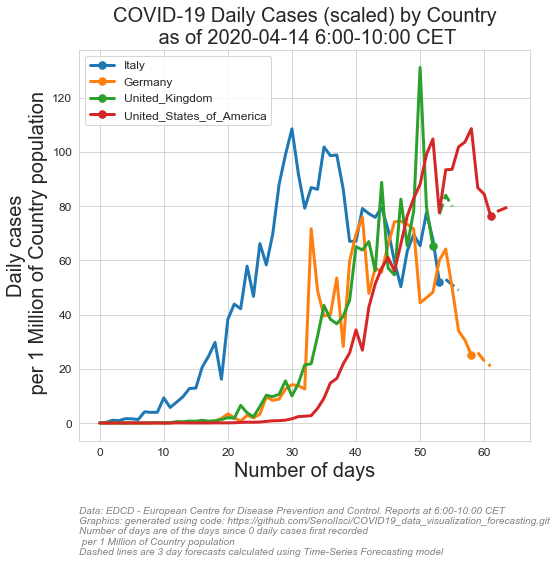 COVID-19 Daily Cases (scaled) by Country
as of 2020-04-14 6:00-10:00 CET
Italy
Germany
United_Kingdom
United_States_of_America
Daily cases
per 1 Million of Country population
120
100
80
60
40
20
0
0 10 20 30 40 50 60
Number of days
Data: EDCD - European Centre for Disease Prevention and Control. Reports at 6:00-10:00 CET
Graphics: generated using code: https://github.com/SenolIsci/COVID19_data_visualization_forecasting.git
Number of days are of the days since 0 daily cases first recorded
per 1 Million of Country population
Dashed lines are 3 day forecasts calculated using Time-Series Forecasting model